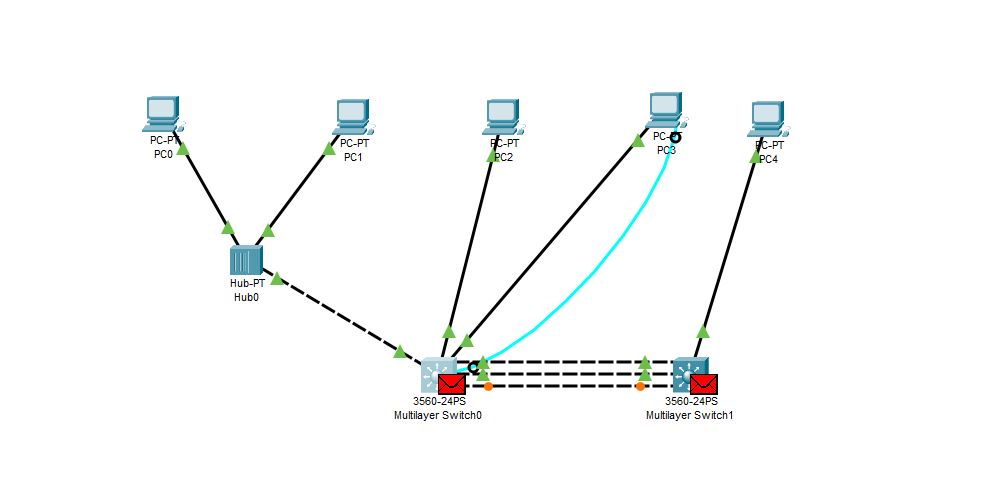 PC-PT
PC0
PC-PT
PC1
PC-PT
PC2
PC-PT
PC3
PC-PT
PC4
Hub-PT
Hub0
3560-24PS
Multilayer Switch0
3560-24PS
Multilayer Switch1